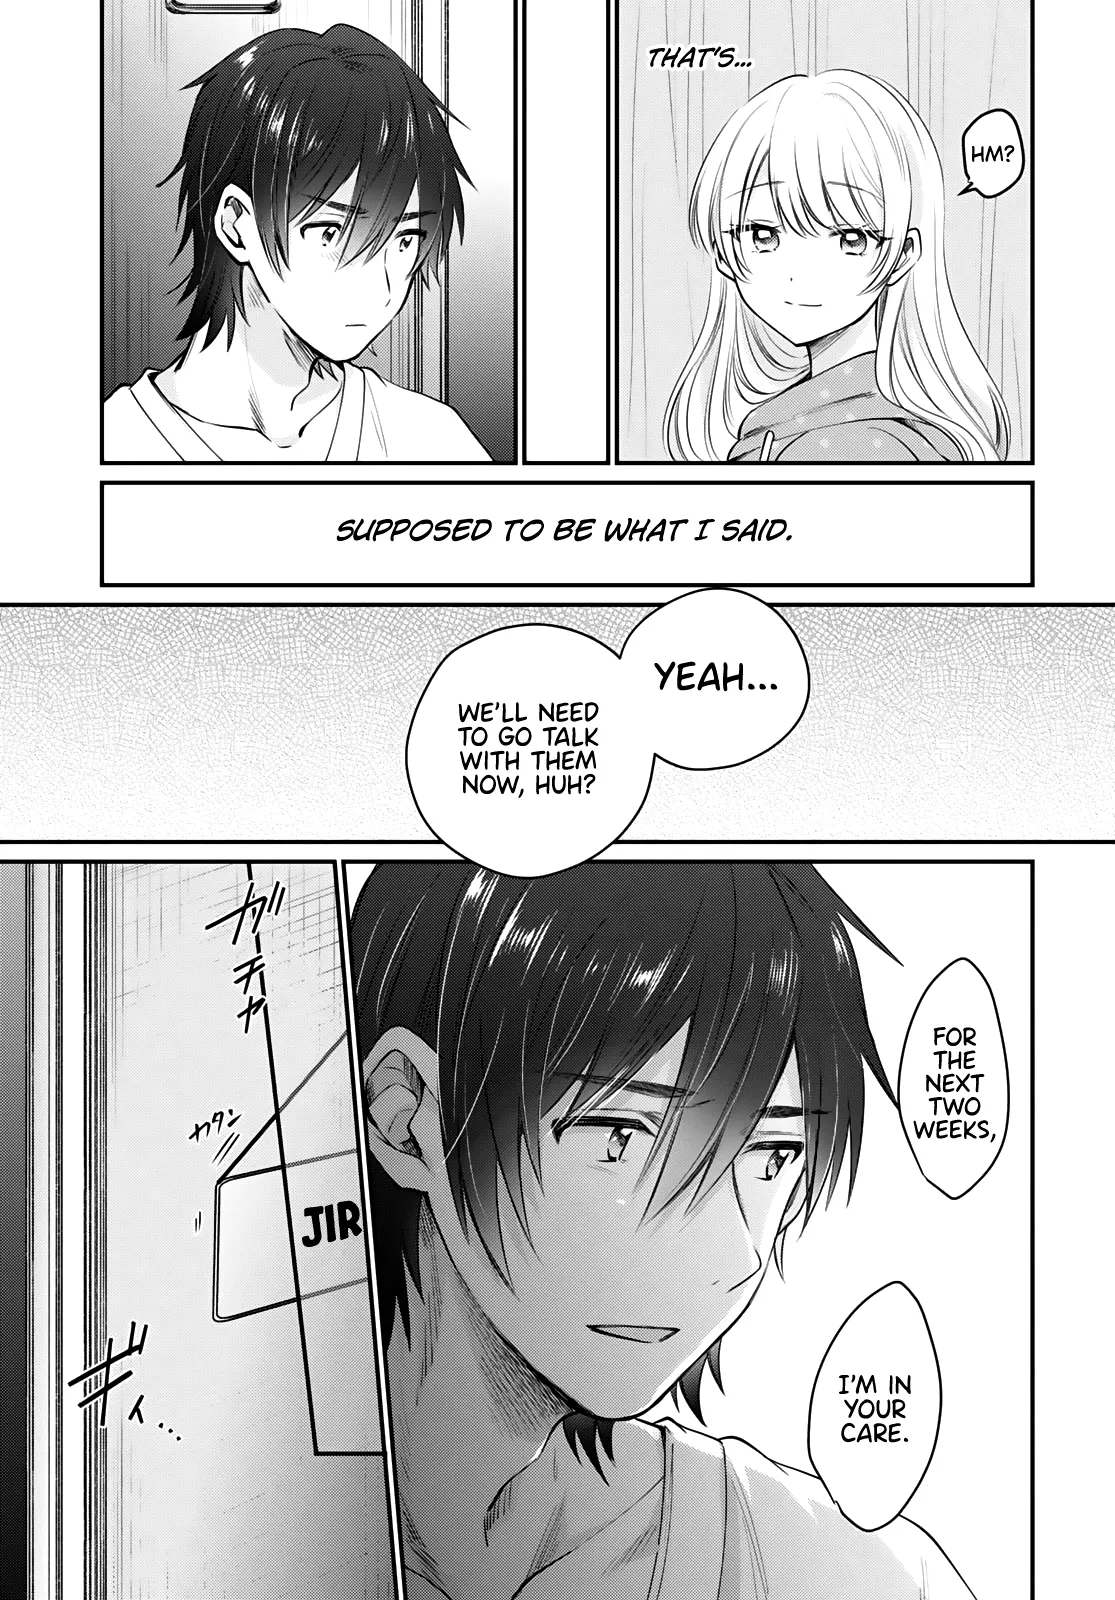 THAT'S...
HM?
SUPPOSED TO BE WHAT I SAID.
YEAH...
WE'LL NEED
TO GO TALK
WITH THEM
NOW, HUH?
FOR
THE
NEXT
TWO
WEEKS,
I'M IN
YOUR
CARE.
ガチャ
カタン
JIR
ギィ...